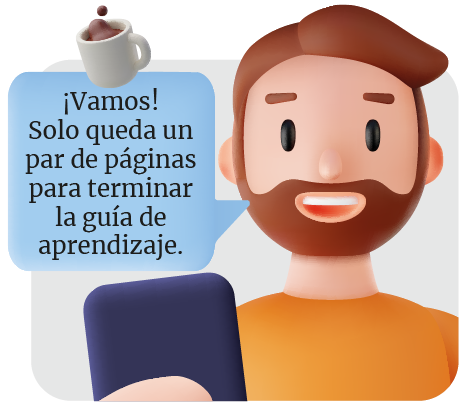 ¡Vamos!
Solo queda un
par de páginas
para terminar
la guía de
aprendizaje.